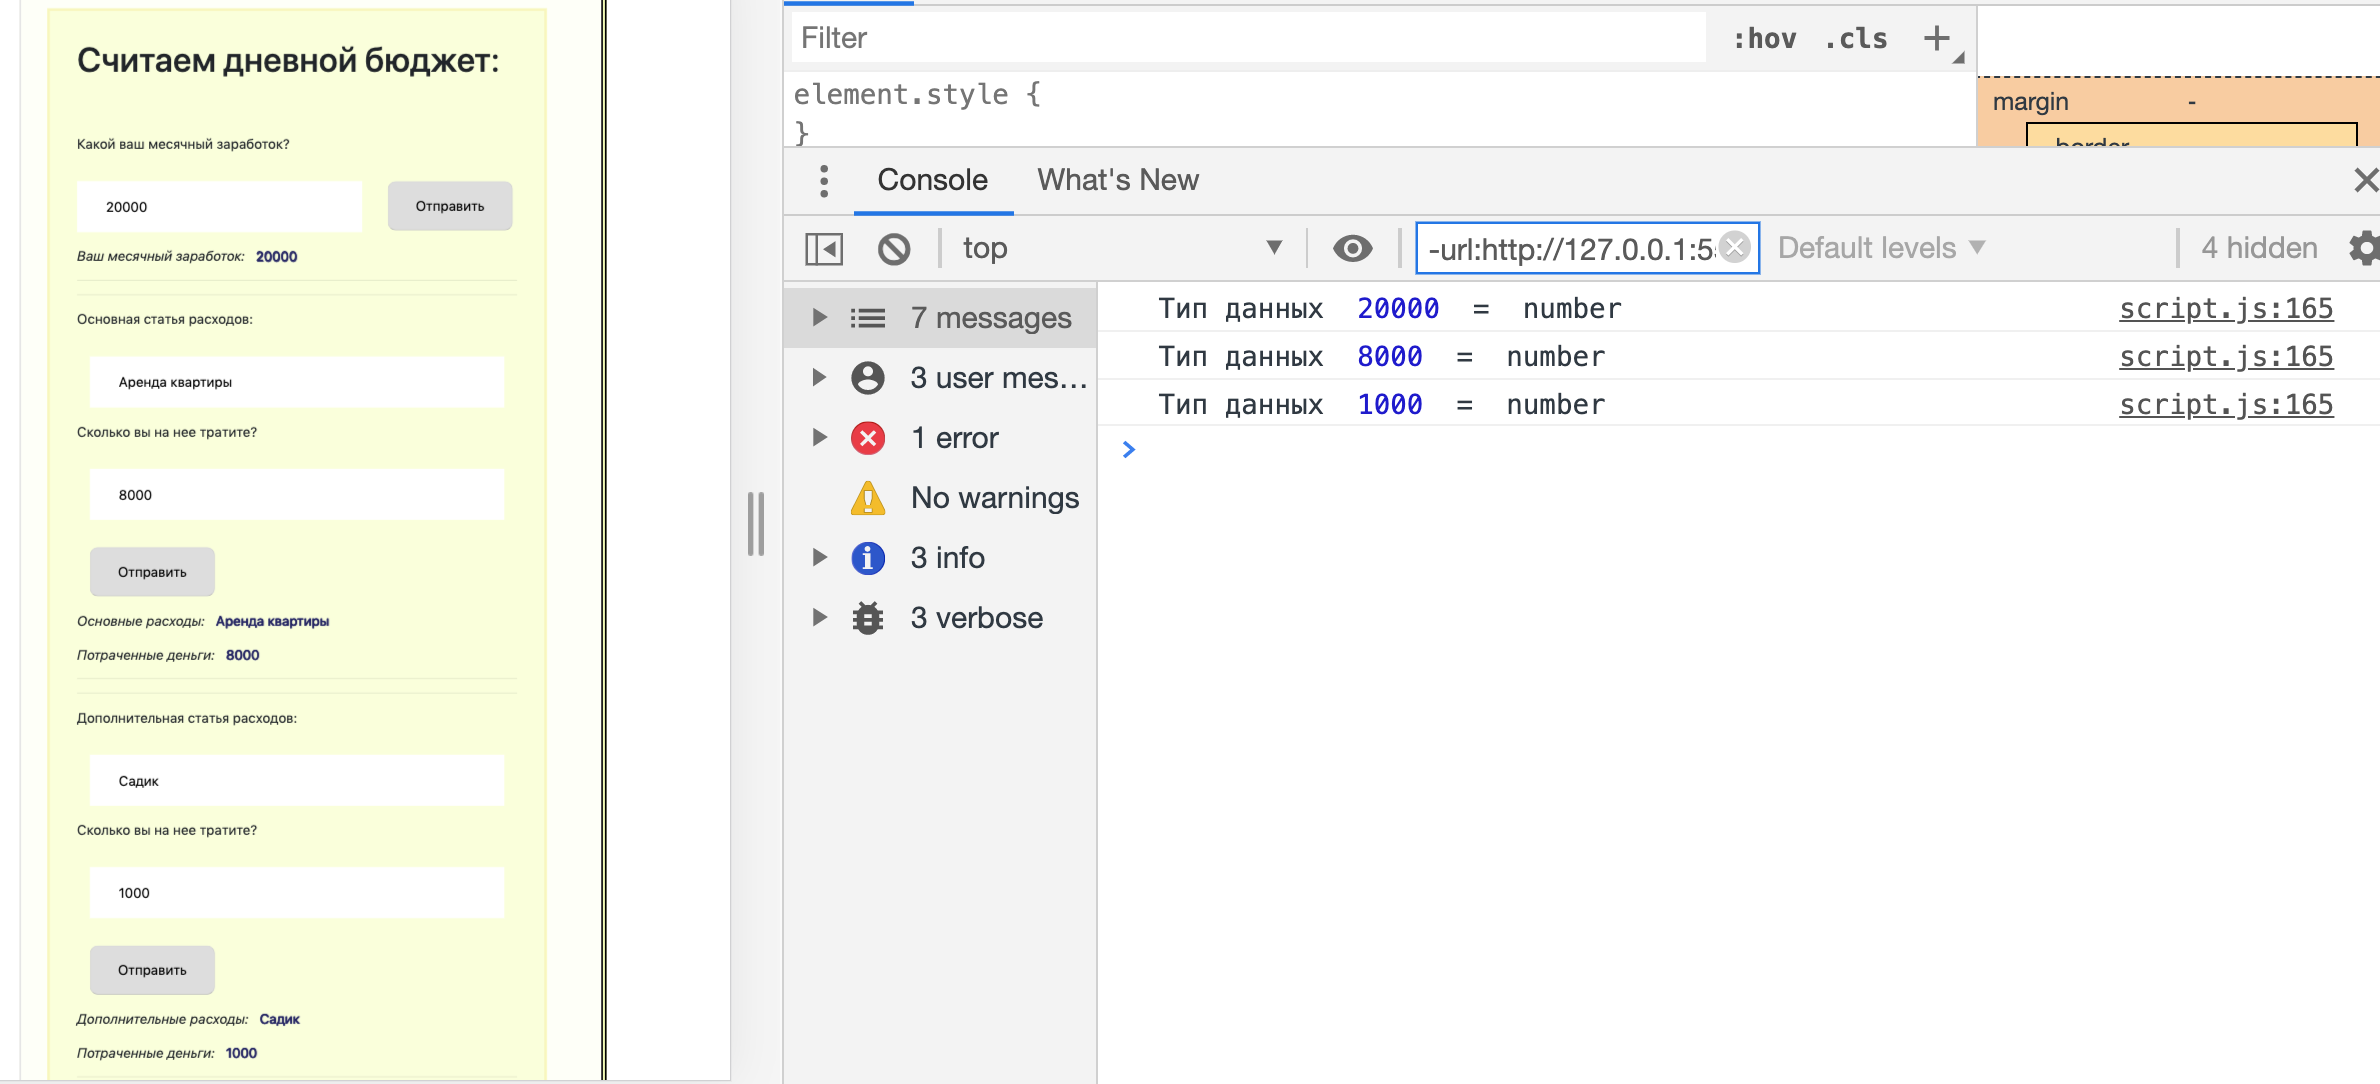 Считаем дневной бюджет:
Какой ваш месячный заработок?
20000
Отправить
Ваш месячный заработок: 20000
Основная статья расходов:
Аренда квартиры
Сколько вы на нее тратите?
8000
Отправить
Основные расходы: Аренда квартиры
Потраченные деньги: 8000
Дополнительная статья расходов:
Садик
Сколько вы на нее тратите?
1000
Отправить
Дополнительные расходы: Садик
Потраченные деньги: 1000
Filter
:hov .cls +
element.style {
}
margin -
border
Console What's New
top
-url:http://127.0.0.1:5
Default levels
4 hidden
7 messages
3 user mes…
1 error
No warnings
3 info
3 verbose
Тип данных 20000 = number script.js:165
Тип данных 8000 = number script.js:165
Тип данных 1000 = number script.js:165
>